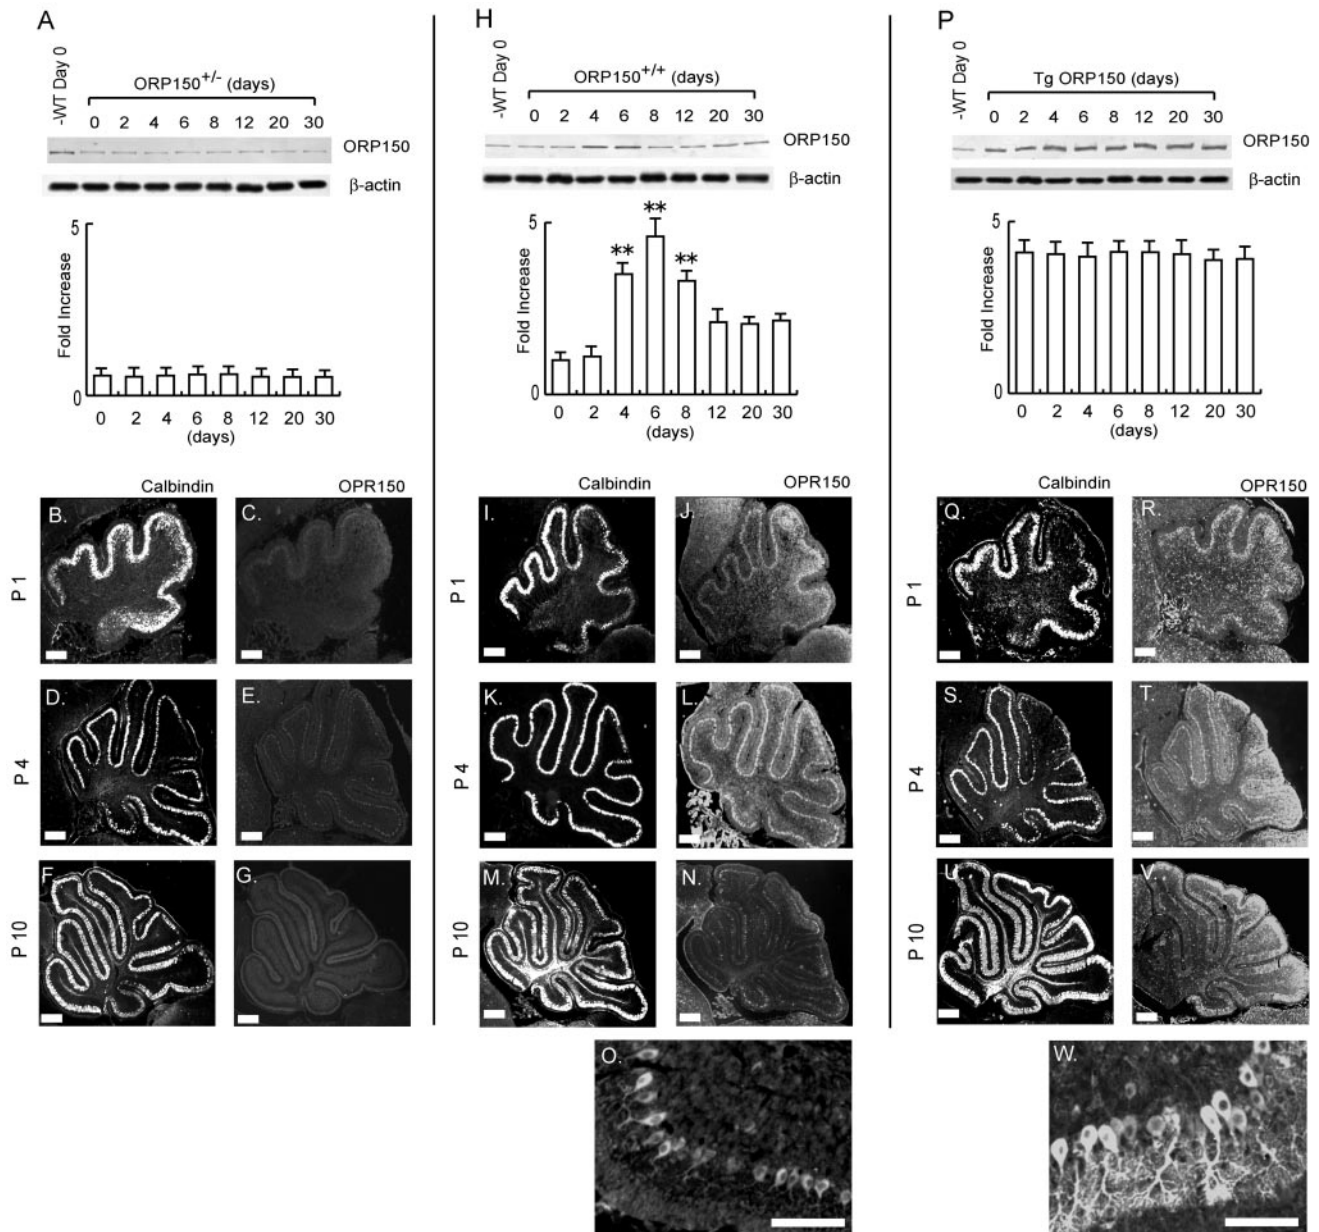 A
-WT Day 0
ORP150+/- (days)
0 2 4 6 8 12 20 30
ORP150
β-actin
5
Fold Increase
0
0 2 4 6 8 12 20 30
(days)
Calbindin OPR150
P 1
B. C.
P 4
D. E.
P 10
F. G.
H
-WT Day 0
ORP150+/+ (days)
0 2 4 6 8 12 20 30
ORP150
β-actin
5
** ** **
Fold Increase
0
0 2 4 6 8 12 20 30
(days)
Calbindin OPR150
P 1
I. J.
P 4
K. L.
P 10
M. N.
O.
P
-WT Day 0
Tg ORP150 (days)
0 2 4 6 8 12 20 30
ORP150
β-actin
5
Fold Increase
0
0 2 4 6 8 12 20 30
(days)
Calbindin OPR150
P 1
Q. R.
P 4
S. T.
P 10
U. V.
W.